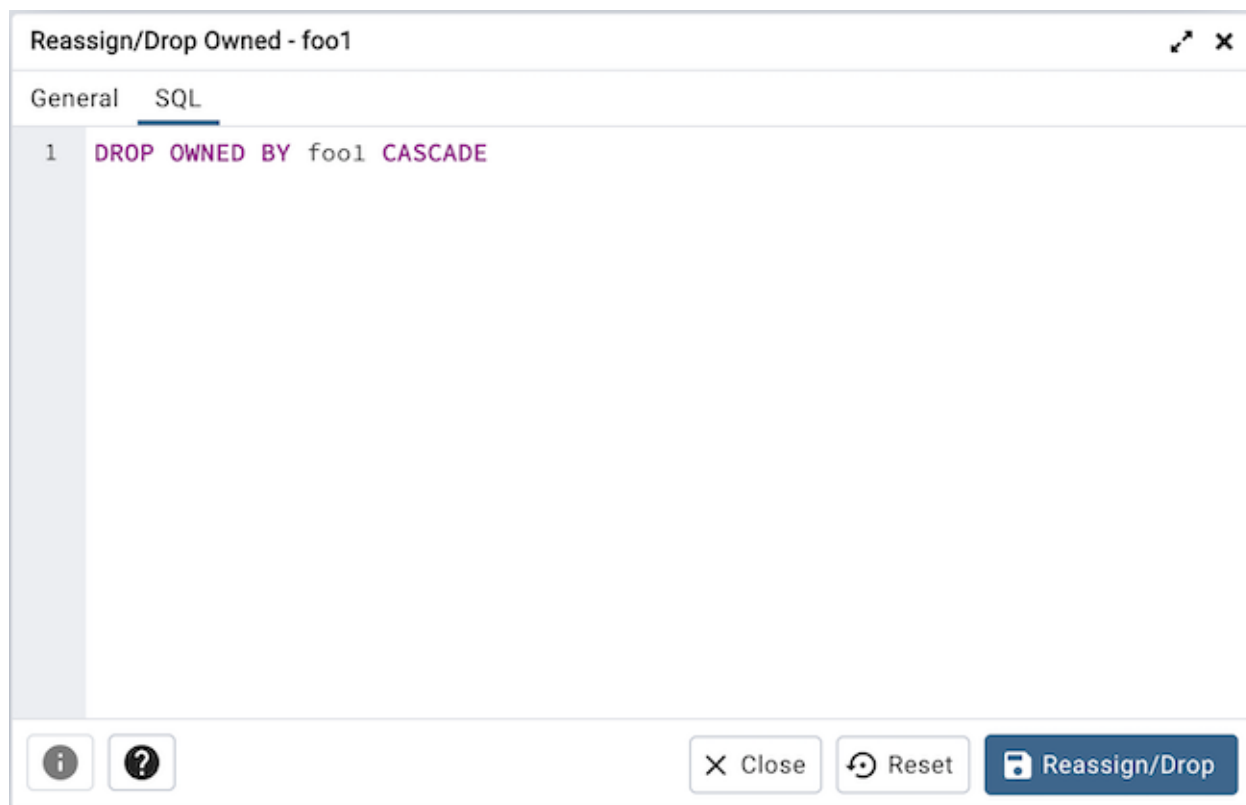 Reassign/Drop Owned - foo1
General SQL
1 DROP OWNED BY foo1 CASCADE
Close Reset Reassign/Drop